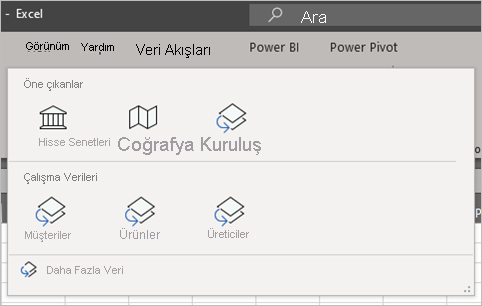 - Excel
Ara
Görünüm Yardım Veri Akışları Power BI Power Pivot
Öne çıkanlar
Hisse Senetleri Coğrafya Kuruluş
Çalışma Verileri
Müşteriler Ürünler Üreticiler
Daha Fazla Veri